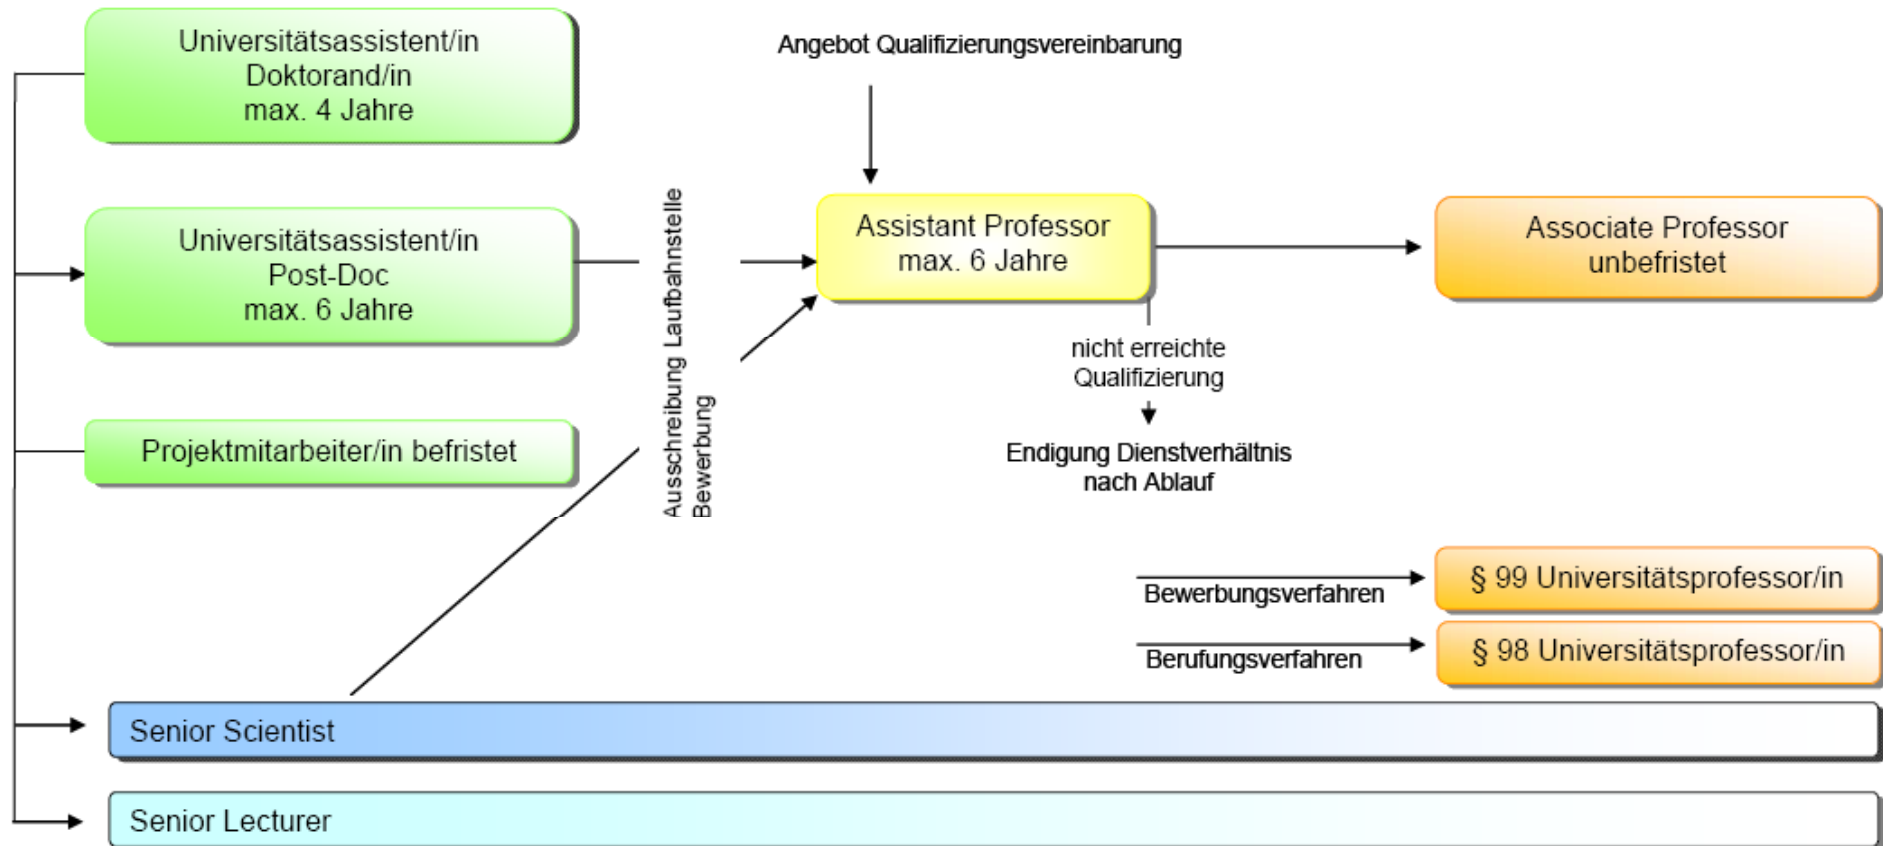 Universitätsassistent/in
Doktorand/in
max. 4 Jahre
Angebot Qualifizierungsvereinbarung
Universitätsassistent/in
Post-Doc
max. 6 Jahre
Ausschreibung Laufbahnstelle
Bewerbung
Assistant Professor
max. 6 Jahre
Associate Professor
unbefristet
nicht erreichte
Qualifizierung
Projektmitarbeiter/in befristet
Endigung Dienstverhältnis
nach Ablauf
Bewerbungsverfahren
§ 99 Universitätsprofessor/in
Berufungsverfahren
§ 98 Universitätsprofessor/in
Senior Scientist
Senior Lecturer